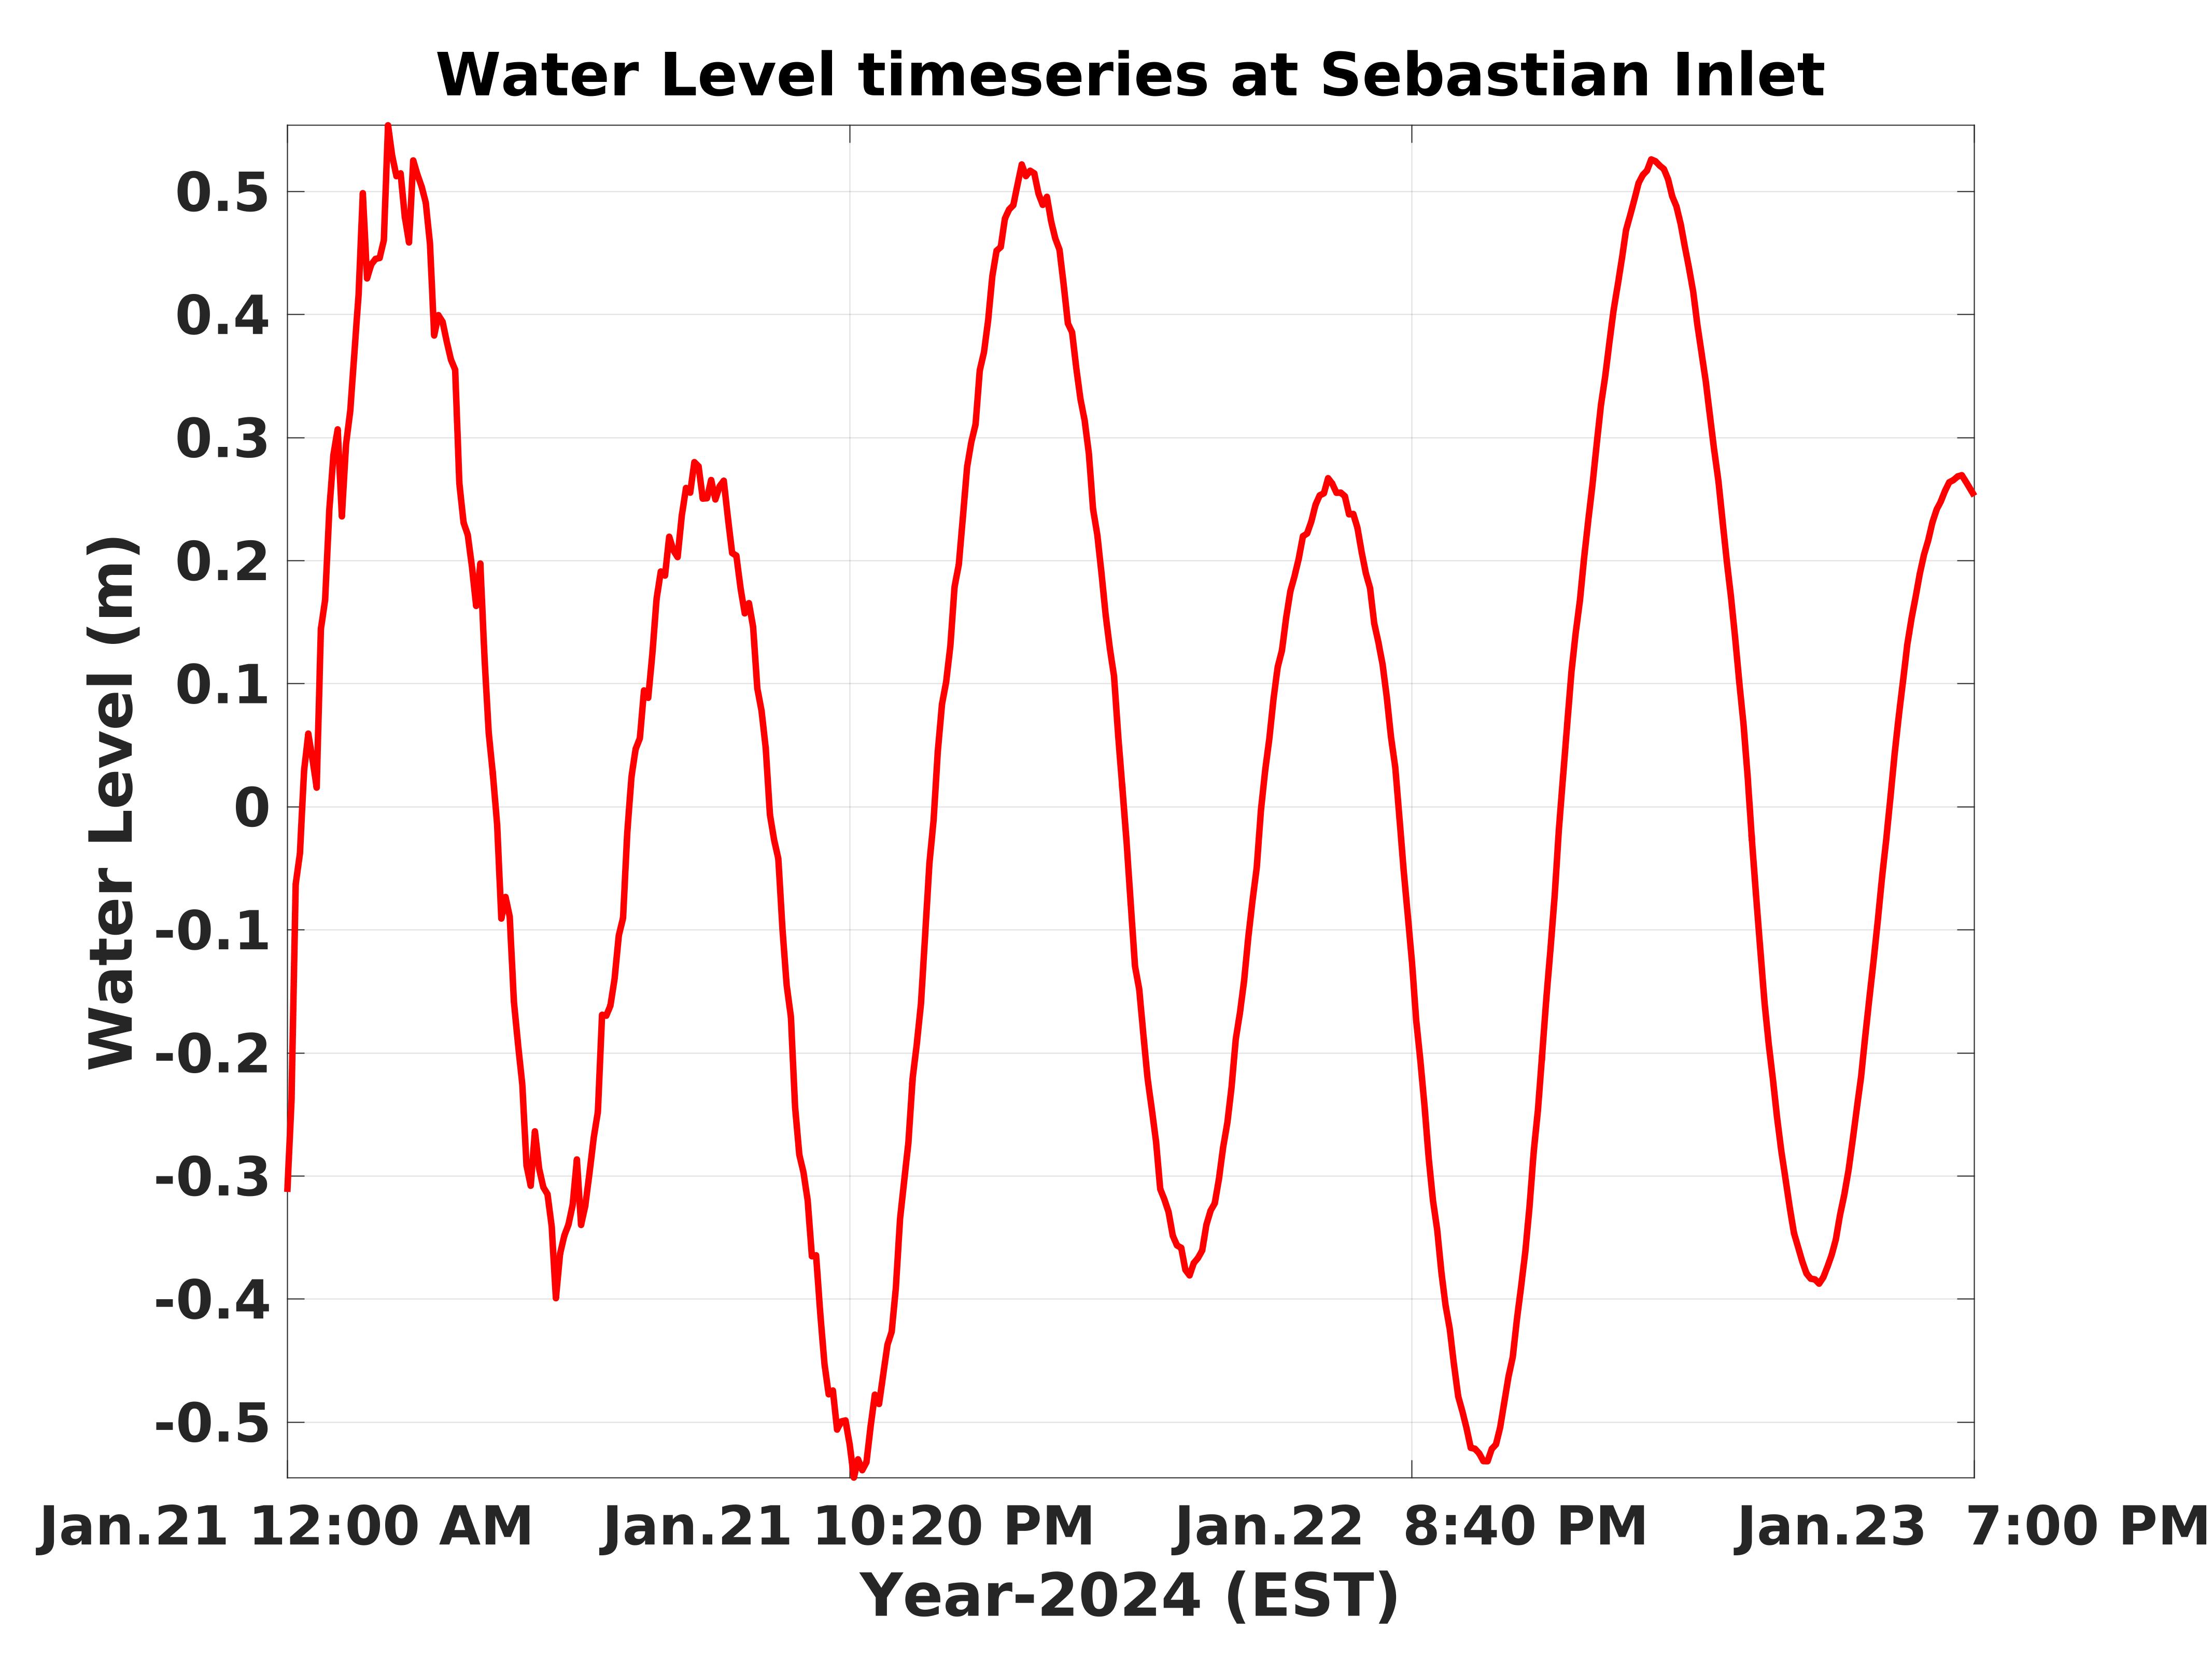 Water Level timeseries at Sebastian Inlet
Water Level (m)
0.5
0.4
0.3
0.2
0.1
0
-0.1
-0.2
-0.3
-0.4
-0.5
Jan.21 12:00 AM
Jan.21 10:20 PM
Jan.22 8:40 PM
Jan.23 7:00 PM
Year-2024 (EST)